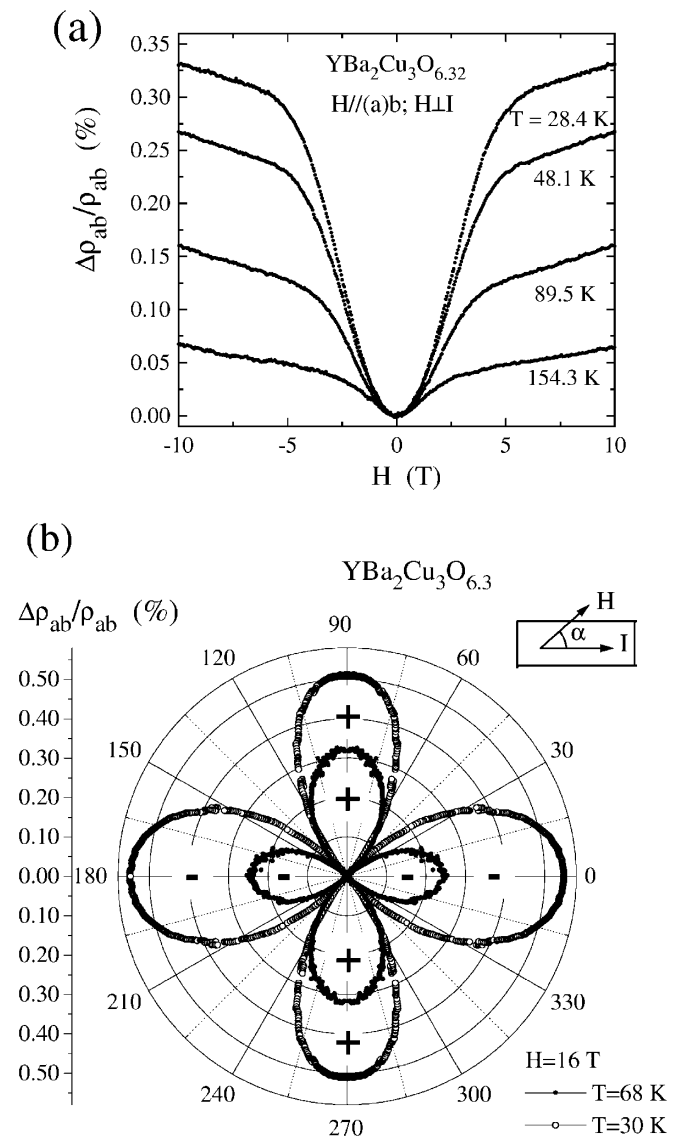 (a)
0.35
0.30
0.25
0.20
0.15
0.10
0.05
0.00
Δρab/ρab (%)
YBa2Cu3O6.32
H//(a)b; H⊥I
T = 28.4 K
48.1 K
89.5 K
154.3 K
-10 -5 0 5 10
H (T)
(b)
YBa2Cu3O6.3
Δρab/ρab (%)
H
α
I
90
120 60
150 30
180 0
210 330
240 300
270
0.50
0.40
0.30
0.20
0.10
0.00
0.10
0.20
0.30
0.40
0.50
+
+
- - - -
+
+
H=16 T
T=68 K
T=30 K